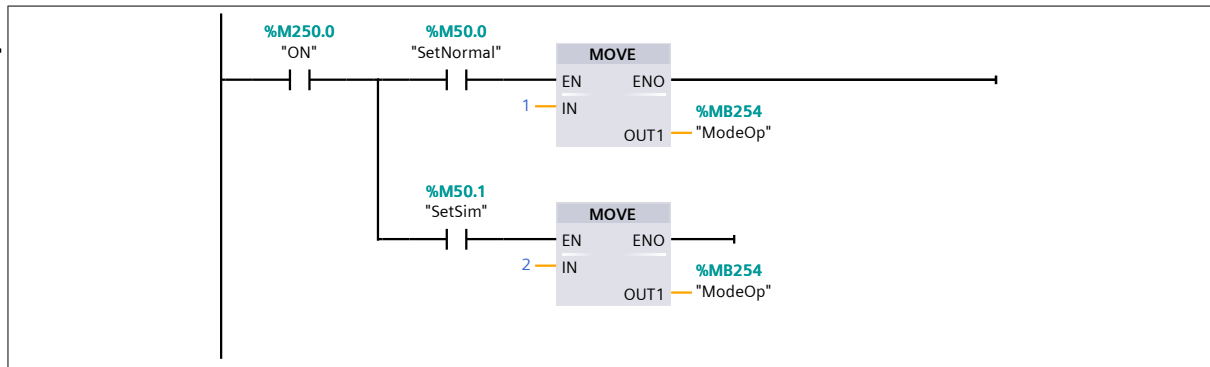 %M250.0 %M50.0
"ON" "SetNormal" MOVE
EN ENO
1 IN %MB254
OUT1 "ModeOp"
%M50.1
"SetSim" MOVE
EN ENO
2 IN %MB254
OUT1 "ModeOp"